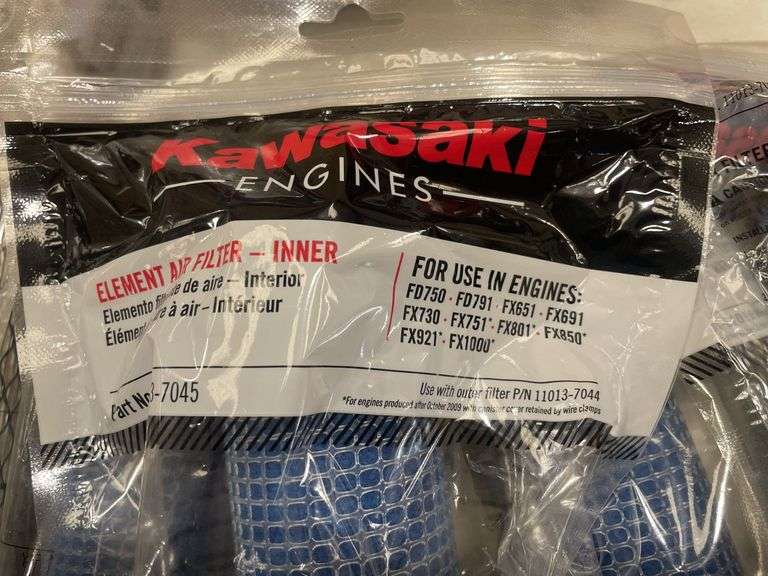 Kawasaki
ENGINES
ELEMENT AIR FILTER – INNER
Elemento de aire – Interior
à air – Intérieur
FOR USE IN ENGINES:
FD750 · FD791 · FX651 · FX691
FX730 · FX751* · FX801* · FX850*
FX921* · FX1000*
Part No. 3-7045
Use with outer filter P/N 11013-7044
*For engines produced after October 2009 with canister cover retained by wire clamps